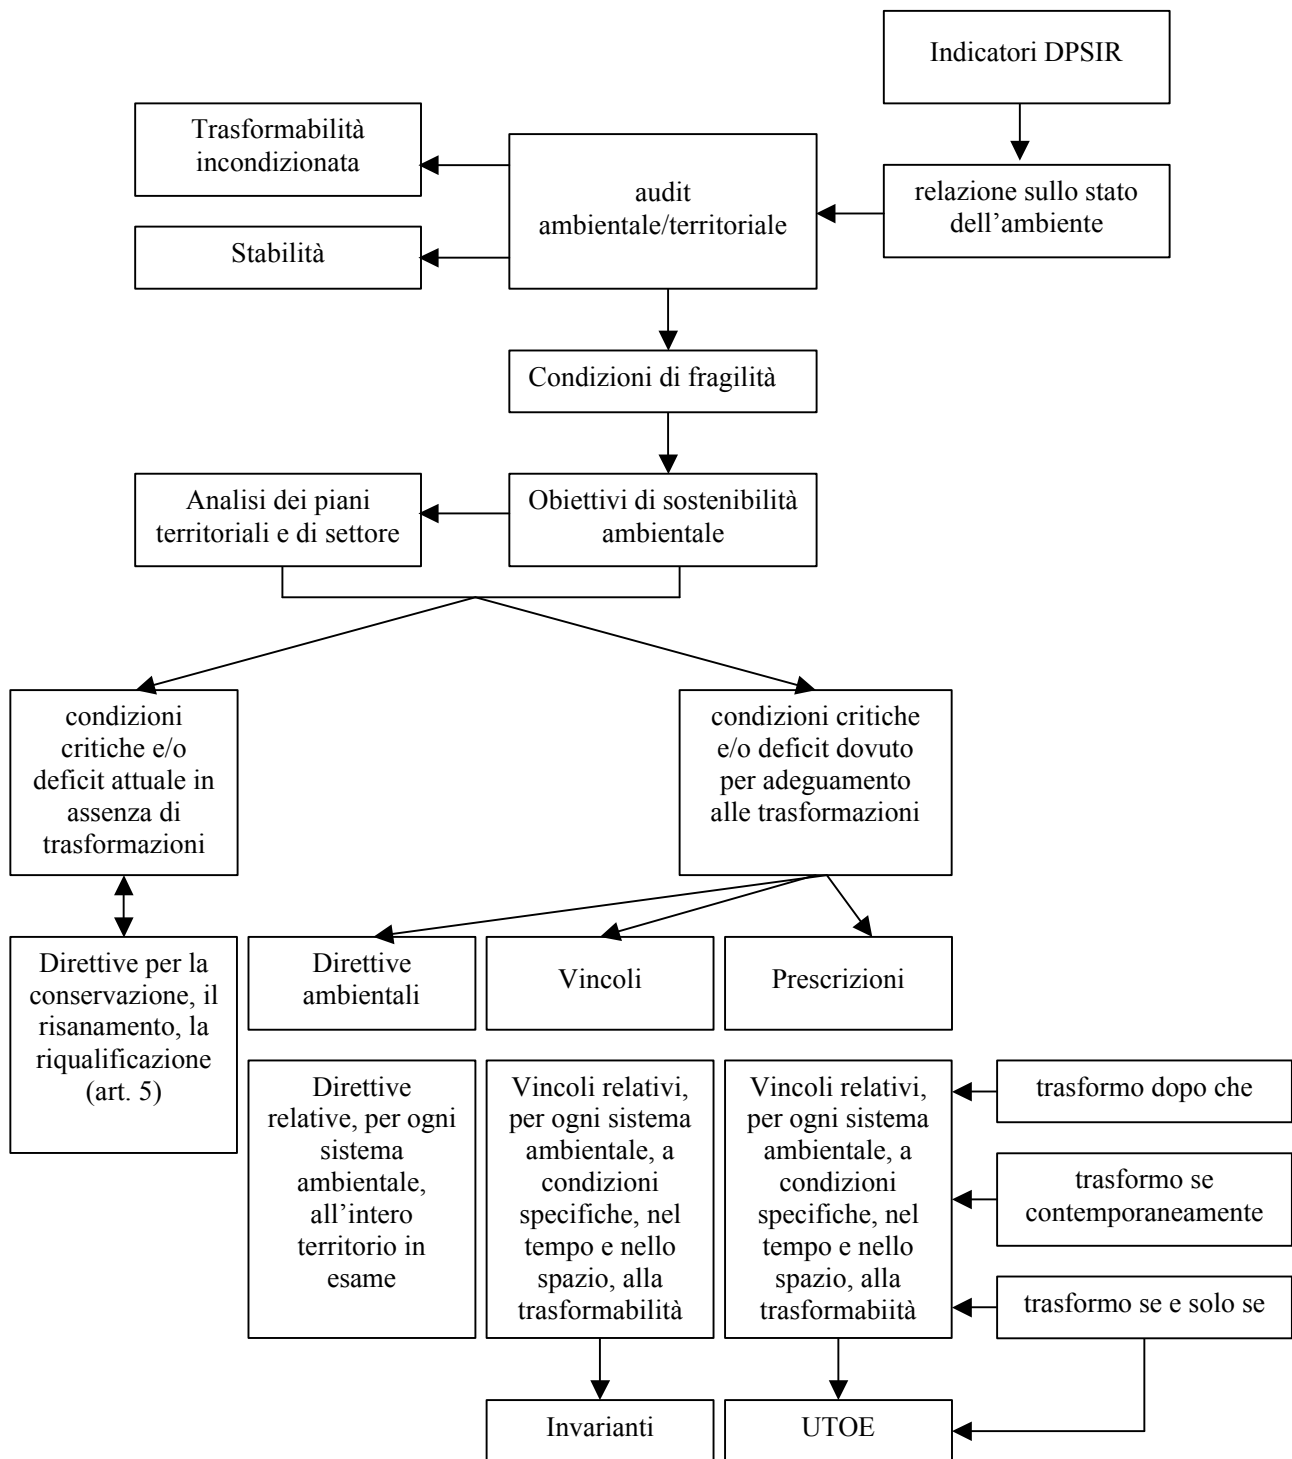 Indicatori DPSIR
Trasformabilità
incondizionata
audit
ambientale/territoriale
relazione sullo stato
dell’ambiente
Stabilità
Condizioni di fragilità
Analisi dei piani
territoriali e di settore
Obiettivi di sostenibilità
ambientale
condizioni
critiche e/o
deficit attuale in
assenza di
trasformazioni
condizioni critiche
e/o deficit dovuto
per adeguamento
alle trasformazioni
Direttive per la
conservazione, il
risanamento, la
riqualificazione
(art. 5)
Direttive
ambientali
Vincoli
Prescrizioni
Direttive
relative, per ogni
sistema
ambientale,
all’intero
territorio in
esame
Vincoli relativi,
per ogni sistema
ambientale, a
condizioni
specifiche, nel
tempo e nello
spazio, alla
trasformabilità
Vincoli relativi,
per ogni sistema
ambientale, a
condizioni
specifiche, nel
tempo e nello
spazio, alla
trasformabiità
trasformo dopo che
trasformo se
contemporaneamente
trasformo se e solo se
Invarianti
UTOE